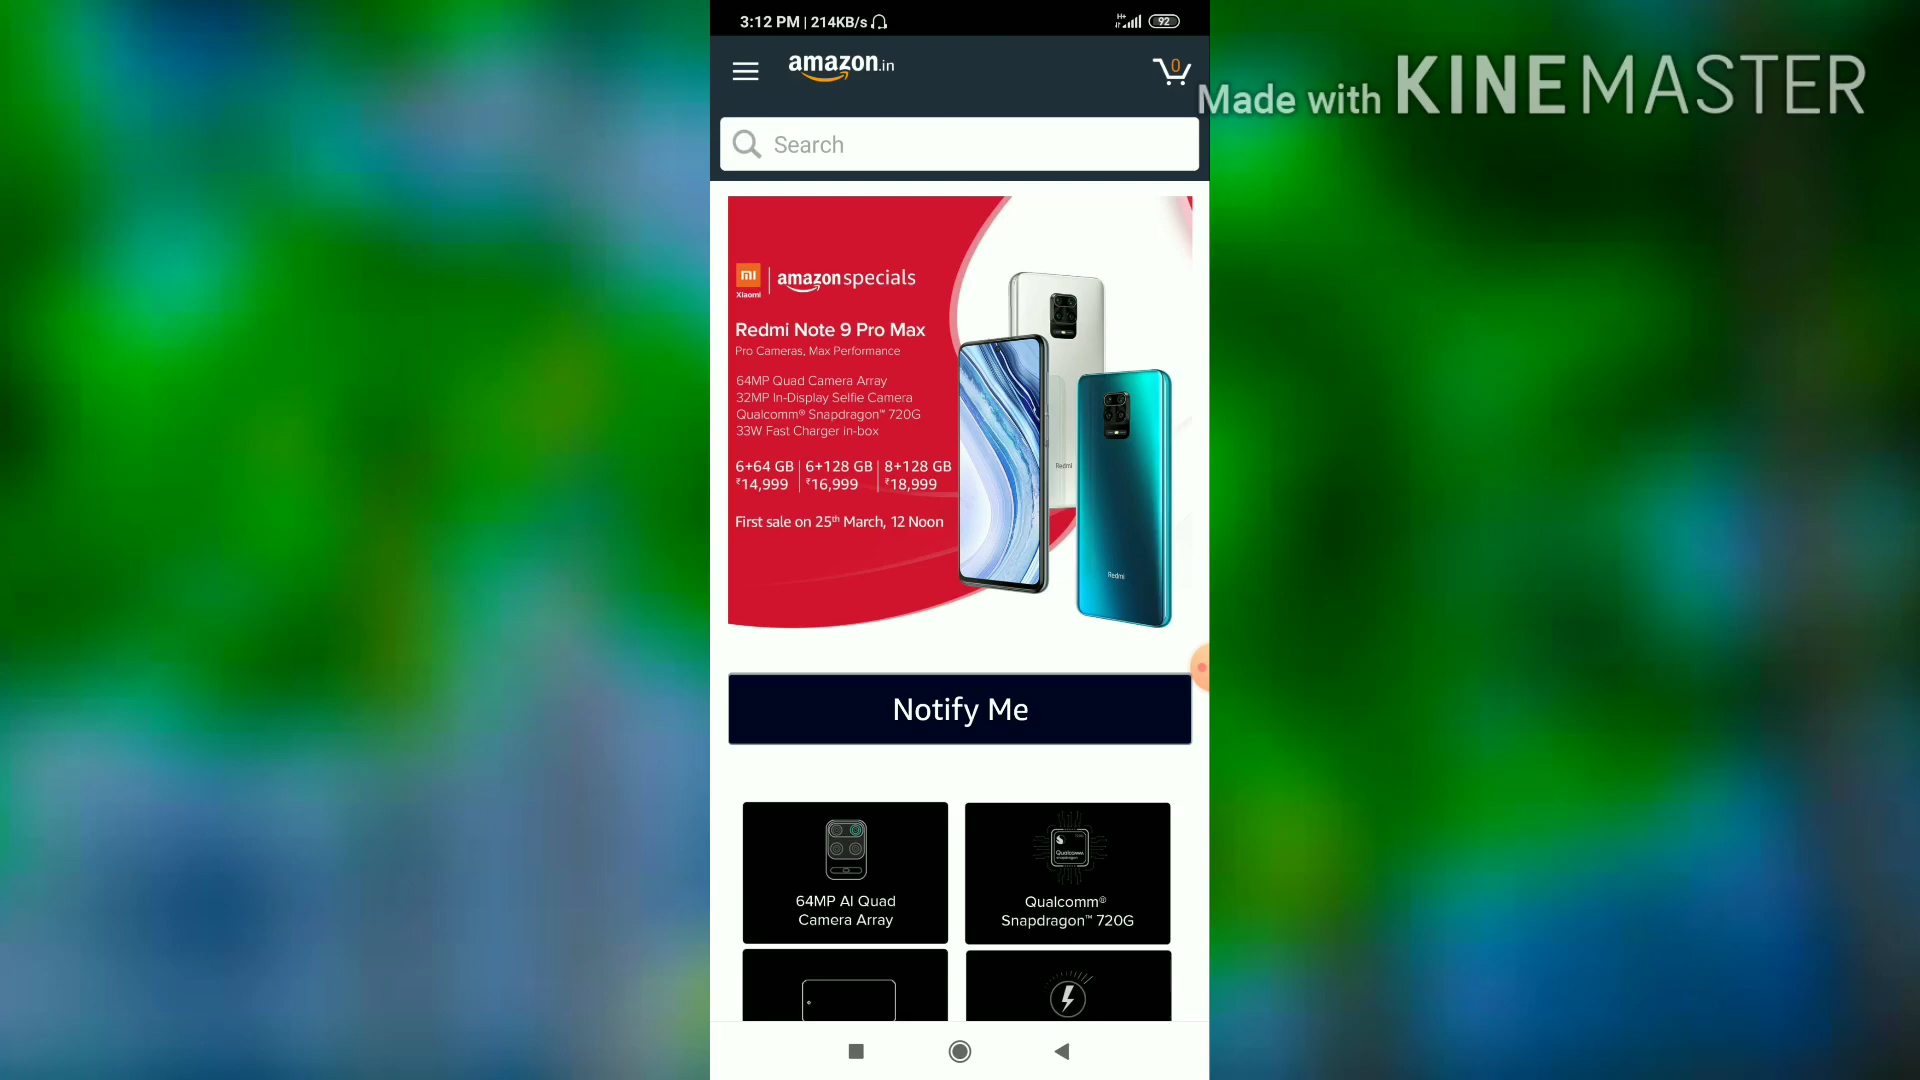 3:12 PM | 214KB/s
H+
92
amazon.in
0
Made with KINEMASTER
Search
mi
Xiaomi
amazonspecials
Redmi Note 9 Pro Max
Pro Cameras, Max Performance
64MP Quad Camera Array
32MP In-Display Selfie Camera
Qualcomm® Snapdragon™ 720G
33W Fast Charger in-box
6+64 GB | 6+128 GB | 8+128 GB
₹14,999 | ₹16,999 | ₹18,999
First sale on 25th March, 12 Noon
Redmi
Redmi
Notify Me
Qualcomm
snapdragon
64MP AI Quad
Camera Array
Qualcomm®
Snapdragon™ 720G